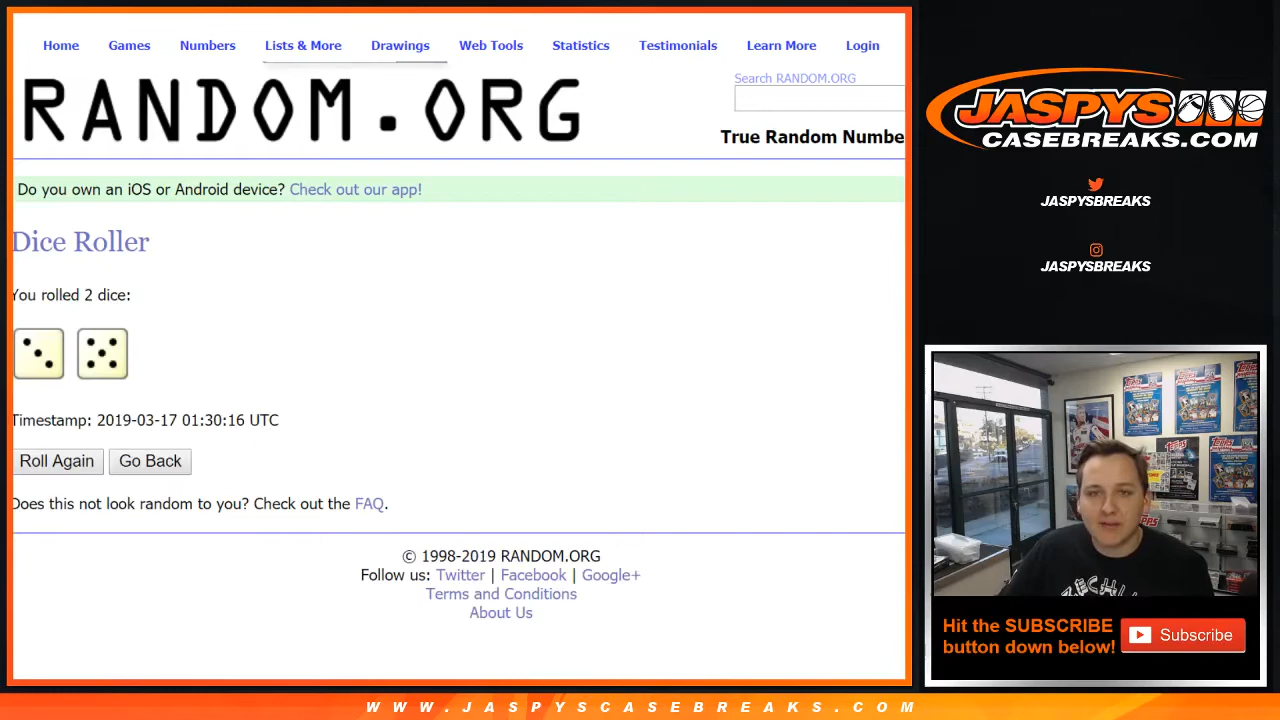 Home Games Numbers Lists & More Drawings Web Tools Statistics Testimonials Learn More Login
RANDOM.ORG
Search RANDOM.ORG
True Random Numbe
Do you own an iOS or Android device? Check out our app!
Dice Roller
You rolled 2 dice:
Timestamp: 2019-03-17 01:30:16 UTC
Roll Again Go Back
Does this not look random to you? Check out the FAQ.
© 1998-2019 RANDOM.ORG
Follow us: Twitter | Facebook | Google+
Terms and Conditions
About Us
JASPYS
CASEBREAKS.COM
JASPYSBREAKS
JASPYSBREAKS
Topps
Topps
Topps
Hit the SUBSCRIBE
button down below!
Subscribe
WWW.JASPYSCASEBREAKS.COM